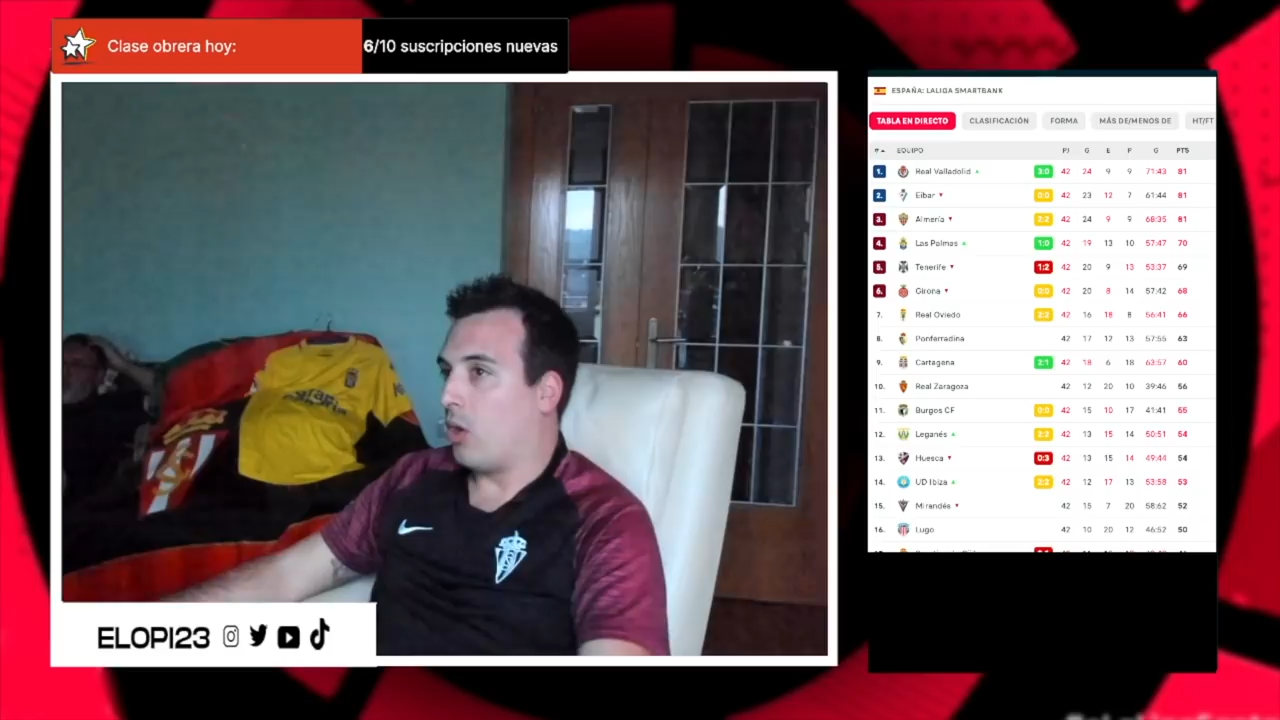 Clase obrera hoy:
6/10 suscripciones nuevas
ELOPI23
ESPAÑA: LALIGA SMARTBANK
TABLA EN DIRECTO CLASIFICACIÓN FORMA MÁS DE/MENOS DE HT/FT
# EQUIPO PJ G E P G PTS
1. Real Valladolid 3:0 42 24 9 9 71:43 81
2. Eibar 0:0 42 23 12 7 61:44 81
3. Almería 2:2 42 24 9 9 68:35 81
4. Las Palmas 1:0 42 19 13 10 57:47 70
5. Tenerife 1:2 42 20 9 13 53:37 69
6. Girona 0:0 42 20 8 14 57:42 68
7. Real Oviedo 2:2 42 16 18 8 56:41 66
8. Ponferradina 42 17 12 13 57:55 63
9. Cartagena 2:1 42 18 6 18 63:57 60
10. Real Zaragoza 42 12 20 10 39:46 56
11. Burgos CF 0:0 42 15 10 17 41:41 55
12. Leganés 2:2 42 13 15 14 50:51 54
13. Huesca 0:3 42 13 15 14 49:44 54
14. UD Ibiza 2:2 42 12 17 13 53:58 53
15. Mirandés 42 15 7 20 58:62 52
16. Lugo 42 10 20 12 46:52 50